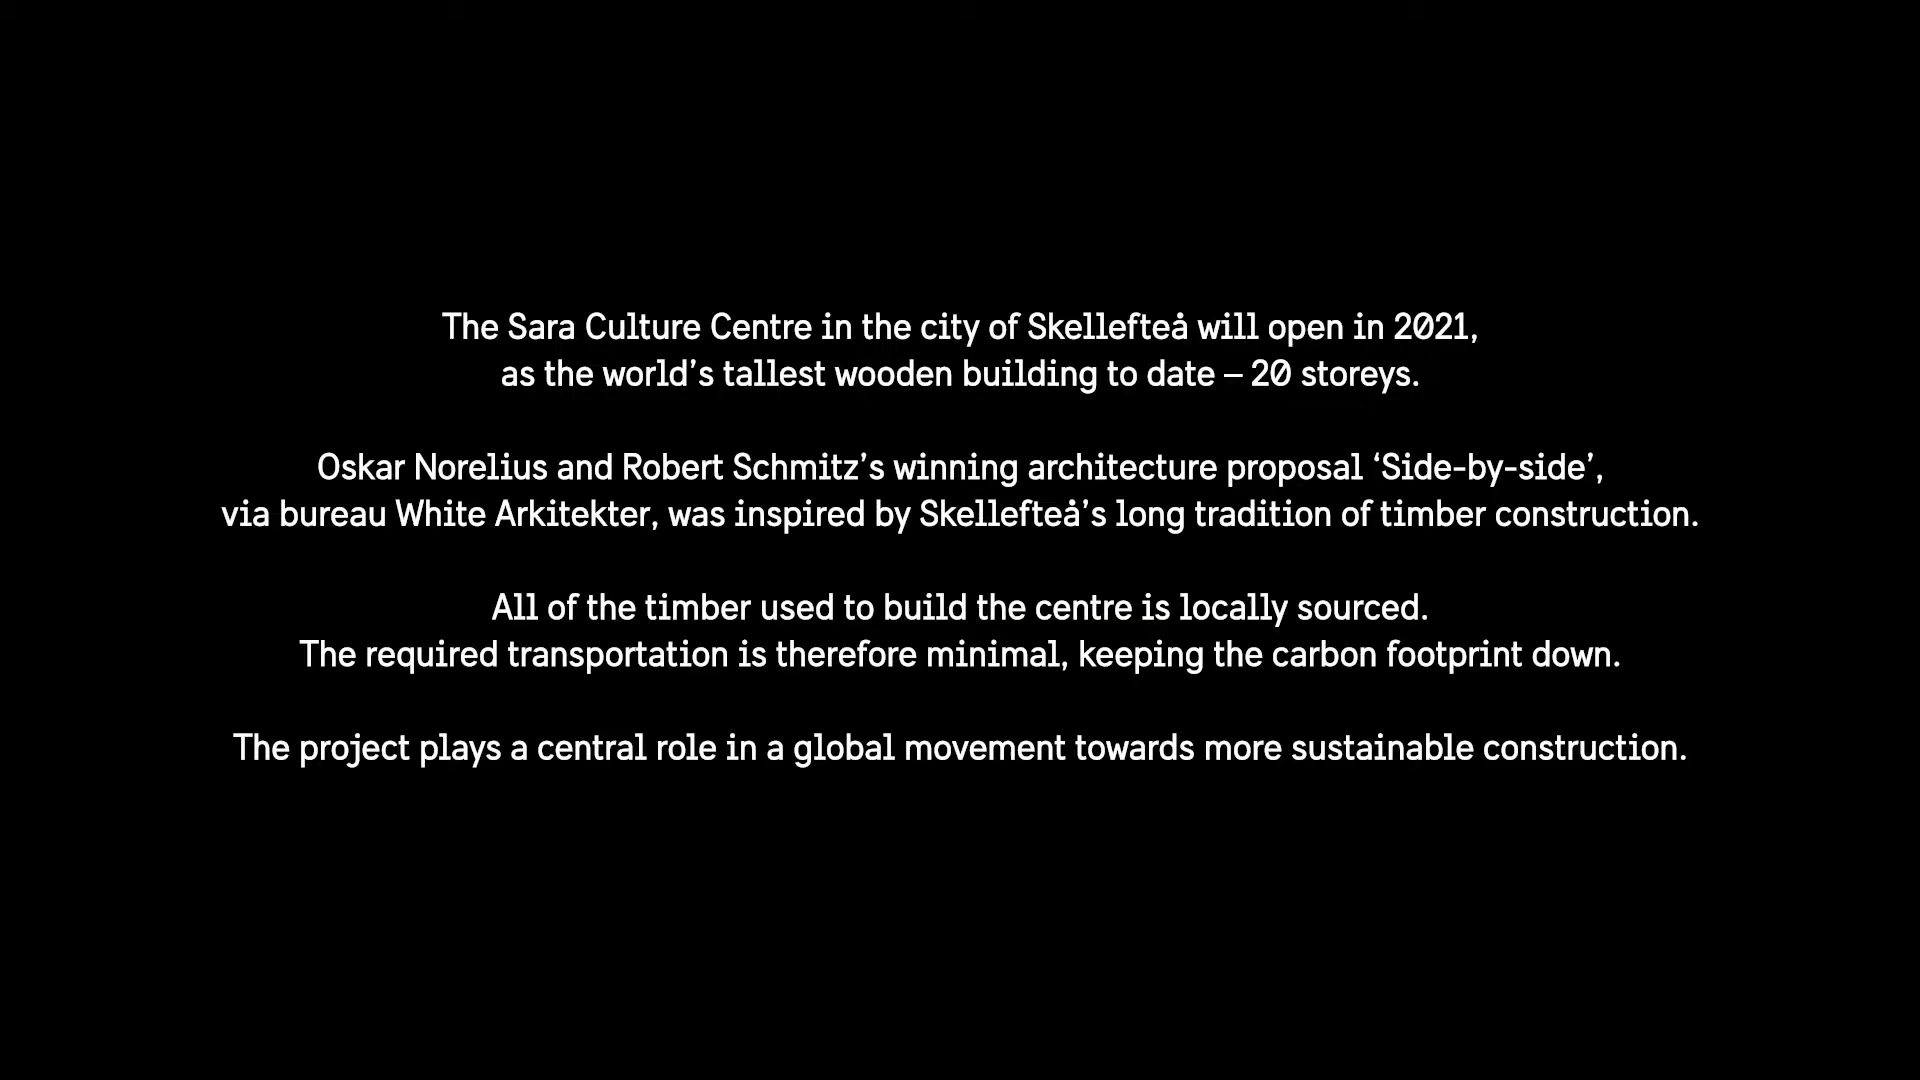 The Sara Culture Centre in the city of Skellefteå will open in 2021,
as the world’s tallest wooden building to date – 20 storeys.
Oskar Norelius and Robert Schmitz’s winning architecture proposal ‘Side-by-side’,
via bureau White Arkitekter, was inspired by Skellefteå’s long tradition of timber construction.
All of the timber used to build the centre is locally sourced.
The required transportation is therefore minimal, keeping the carbon footprint down.
The project plays a central role in a global movement towards more sustainable construction.